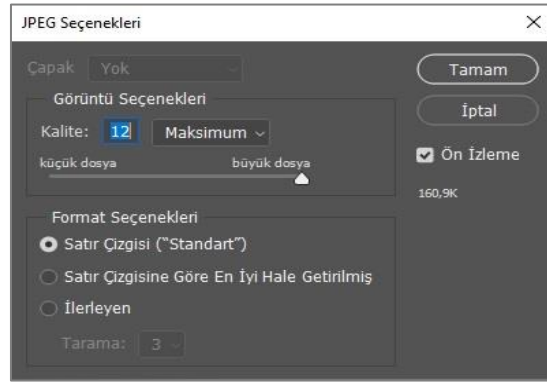 JPEG Seçenekleri
Çapak Yok
Tamam
Görüntü Seçenekleri
İptal
Kalite: 12 Maksimum
Ön İzleme
küçük dosya büyük dosya
160,9K
Format Seçenekleri
Satır Çizgisi (“Standart”)
Satır Çizgisine Göre En İyi Hale Getirilmiş
İlerleyen
Tarama: 3